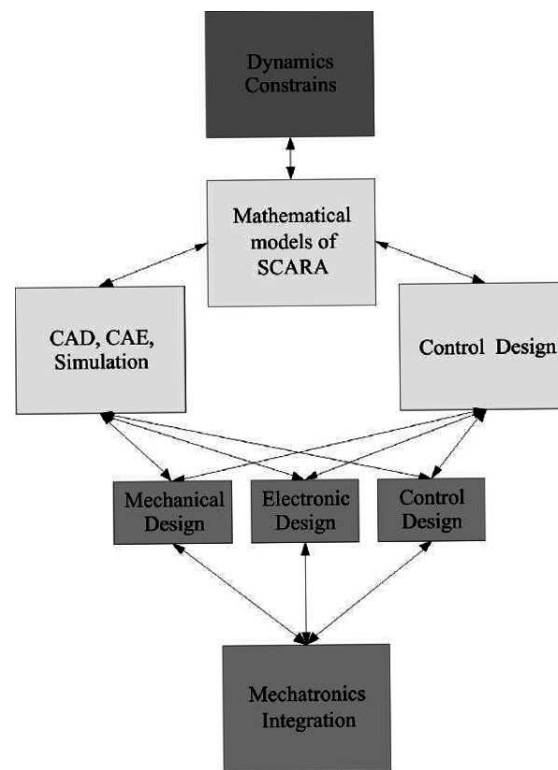 Dynamics
Constrains
Mathematical
models of
SCARA
CAD, CAE,
Simulation
Control Design
Mechanical
Design
Electronic
Design
Control
Design
Mechatronics
Integration